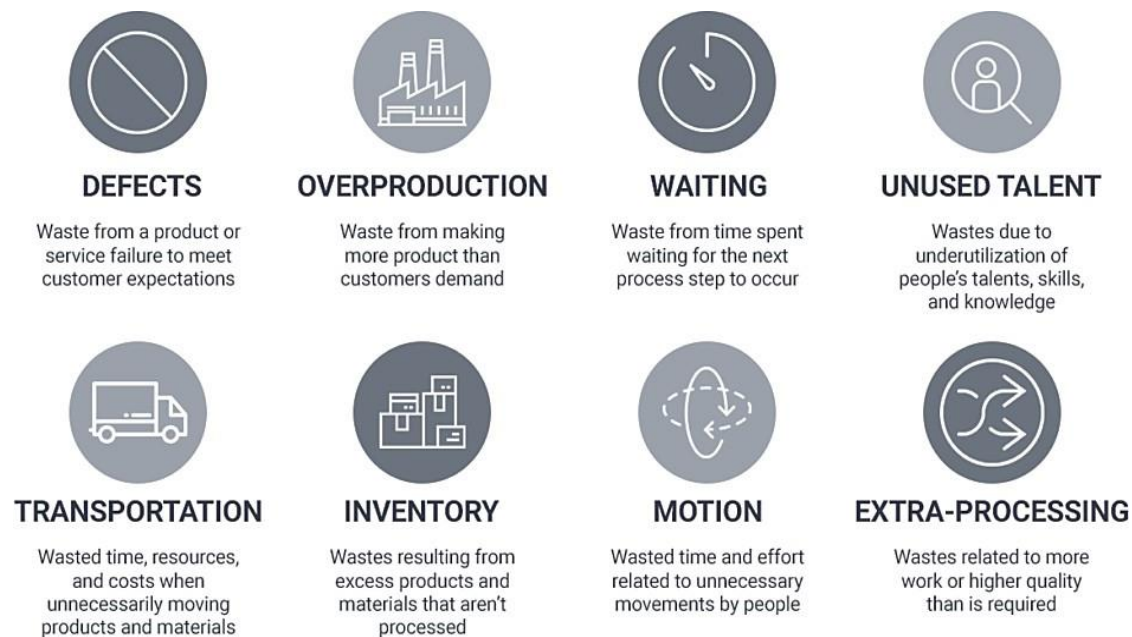 DEFECTS
Waste from a product or
service failure to meet
customer expectations
OVERPRODUCTION
Waste from making
more product than
customers demand
WAITING
Waste from time spent
waiting for the next
process step to occur
UNUSED TALENT
Wastes due to
underutilization of
people's talents, skills,
and knowledge
TRANSPORTATION
Wasted time, resources,
and costs when
unnecessarily moving
products and materials
INVENTORY
Wastes resulting from
excess products and
materials that aren't
processed
MOTION
Wasted time and effort
related to unnecessary
movements by people
EXTRA-PROCESSING
Wastes related to more
work or higher quality
than is required